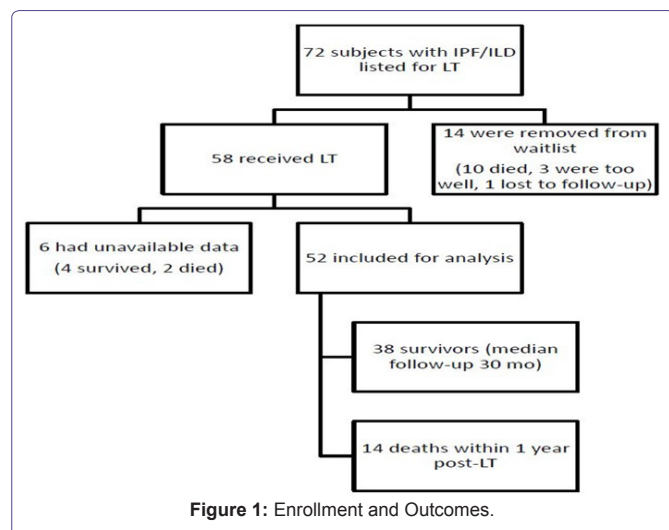 72 subjects with IPF/ILD
listed for LT
58 received LT
14 were removed from
waitlist
(10 died, 3 were too
well, 1 lost to follow-up)
6 had unavailable data
(4 survived, 2 died)
52 included for analysis
38 survivors (median
follow-up 30 mo)
14 deaths within 1 year
post-LT
Figure 1: Enrollment and Outcomes.